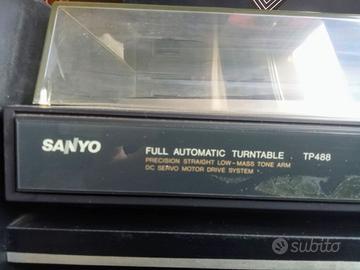 SANYO
FULL AUTOMATIC TURNTABLE TP488
PRECISION STRAIGHT LOW-MASS TONE ARM
DC SERVO MOTOR DRIVE SYSTEM
subito